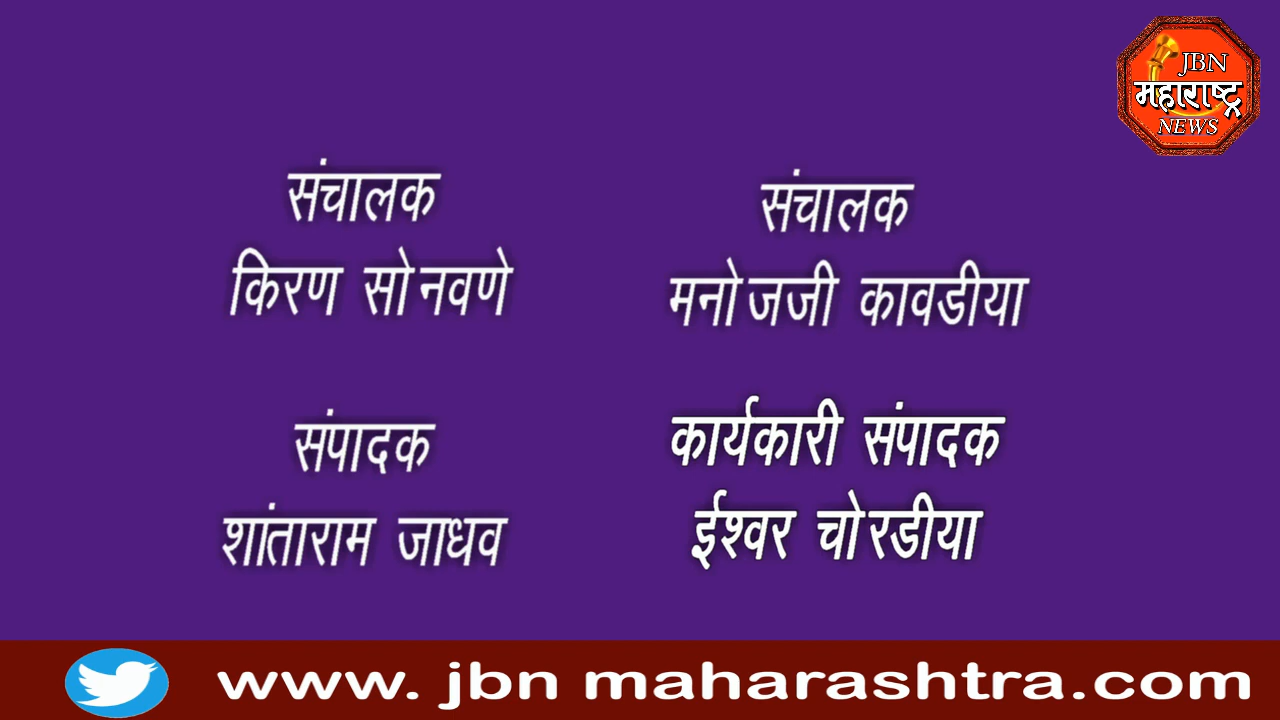 JBN
महाराष्ट्र
NEWS
संचालक
किरण सोनवणे
संचालक
मनोजजी कावडीया
संपादक
शांताराम जाधव
कार्यकारी संपादक
ईश्वर चोरडीया
www. jbn maharashtra.com